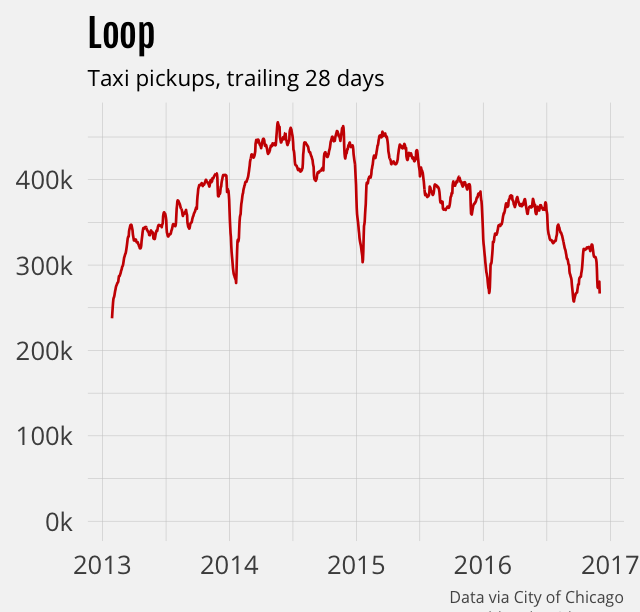 Loop
Taxi pickups, trailing 28 days
400k
300k
200k
100k
0k
2013 2014 2015 2016 2017
Data via City of Chicago